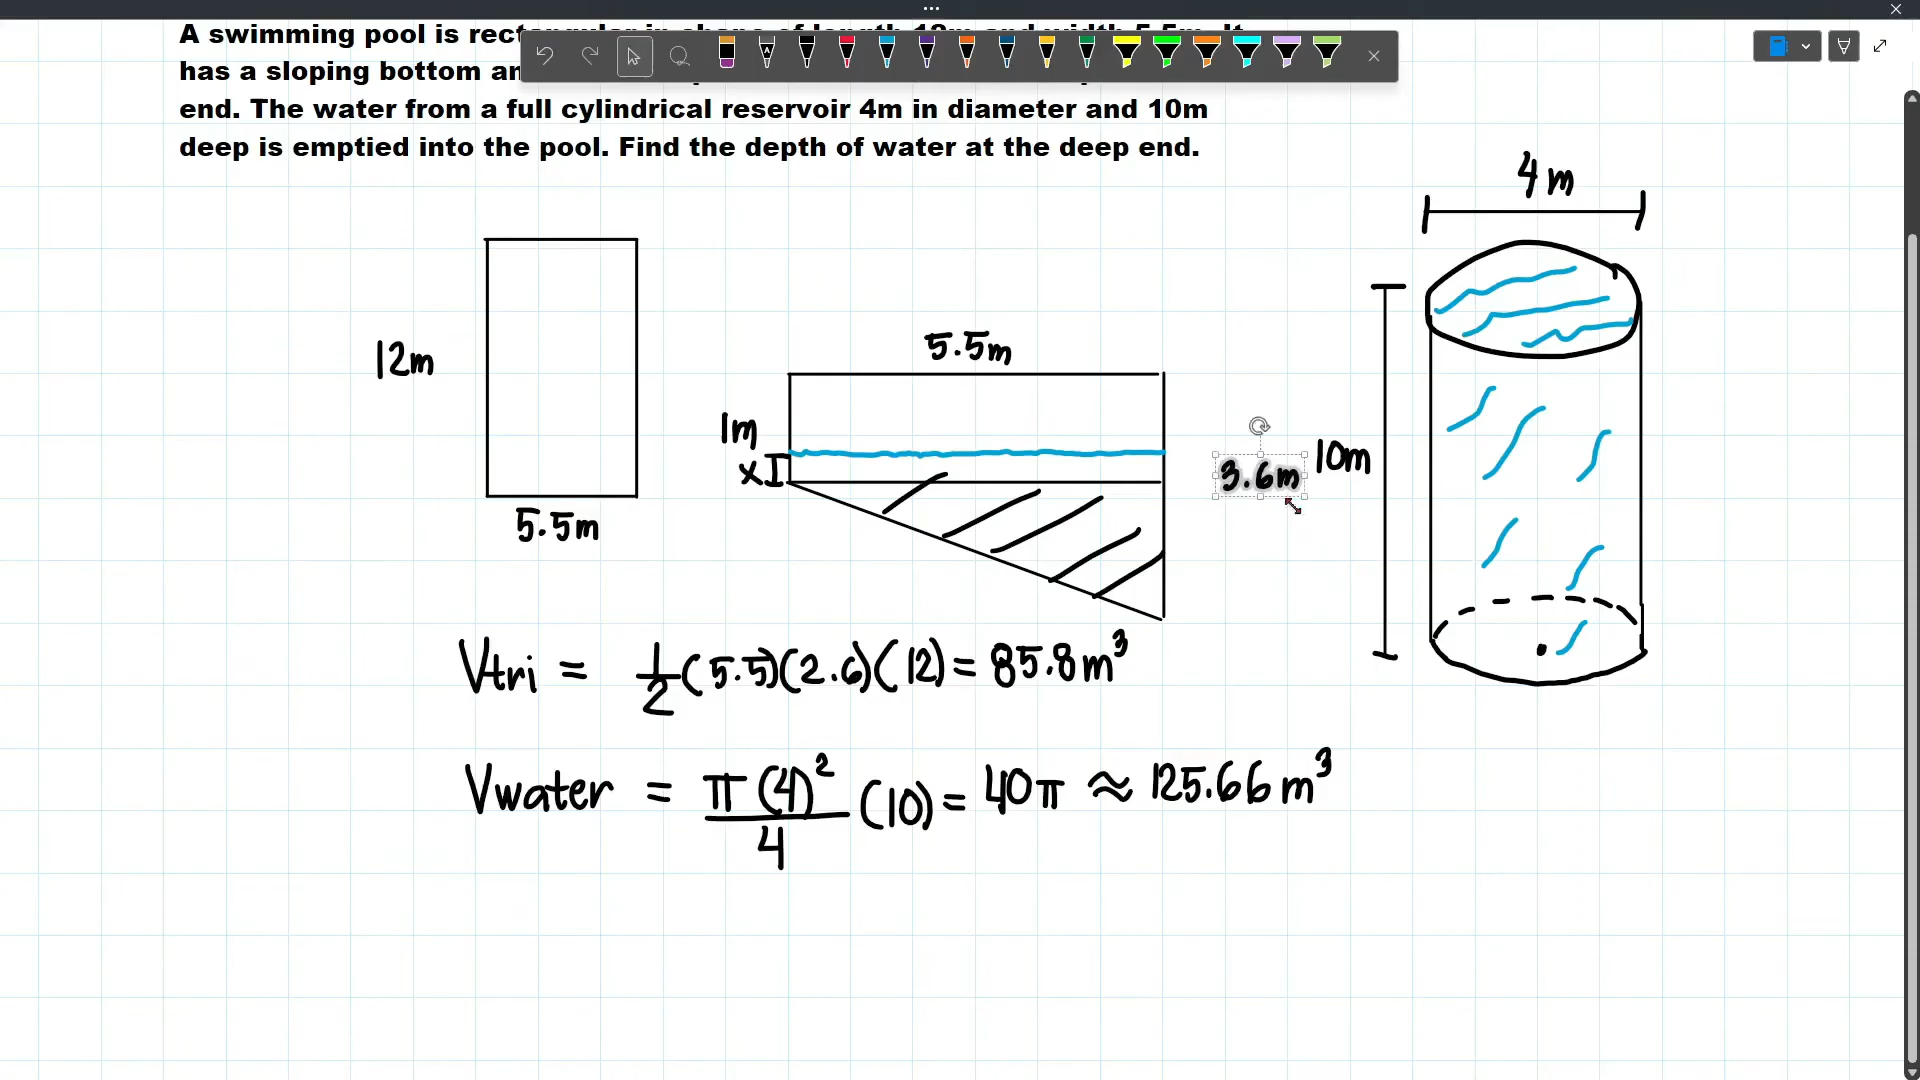 A swimming pool is rec
has a sloping bottom an
end. The water from a full cylindrical reservoir 4m in diameter and 10m
deep is emptied into the pool. Find the depth of water at the deep end.
4m
12m
5.5m
5.5m
1m
x
3.6m
10m
Vtri = 1/2 (5.5)(2.6)(12) = 85.8m³
Vwater = π(4)²/4 (10) = 40π ≈ 125.66m³